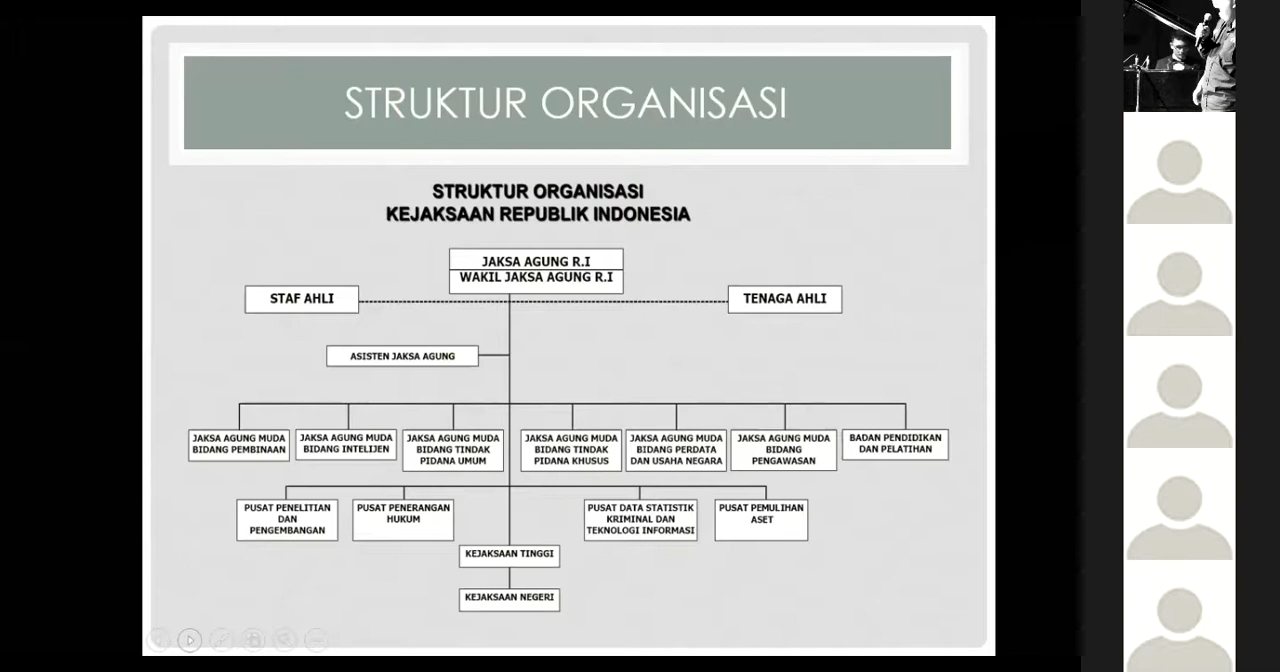 STRUKTUR ORGANISASI
STRUKTUR ORGANISASI
KEJAKSAAN REPUBLIK INDONESIA
JAKSA AGUNG R.I
WAKIL JAKSA AGUNG R.I
STAF AHLI
TENAGA AHLI
ASISTEN JAKSA AGUNG
JAKSA AGUNG MUDA
BIDANG PEMBINAAN
JAKSA AGUNG MUDA
BIDANG INTELIJEN
JAKSA AGUNG MUDA
BIDANG TINDAK
PIDANA UMUM
JAKSA AGUNG MUDA
BIDANG TINDAK
PIDANA KHUSUS
JAKSA AGUNG MUDA
BIDANG PERDATA
DAN USAHA NEGARA
JAKSA AGUNG MUDA
BIDANG
PENGAWASAN
BADAN PENDIDIKAN
DAN PELATIHAN
PUSAT PENELITIAN
DAN
PENGEMBANGAN
PUSAT PENERANGAN
HUKUM
PUSAT DATA STATISTIK
KRIMINAL DAN
TEKNOLOGI INFORMASI
PUSAT PEMULIHAN
ASET
KEJAKSAAN TINGGI
KEJAKSAAN NEGERI